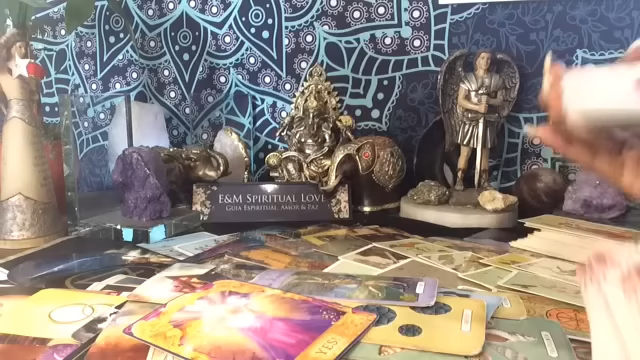 E&M SPIRITUAL LOVE
GUIA ESPIRITUAL, AMOR & PAZ
YES!